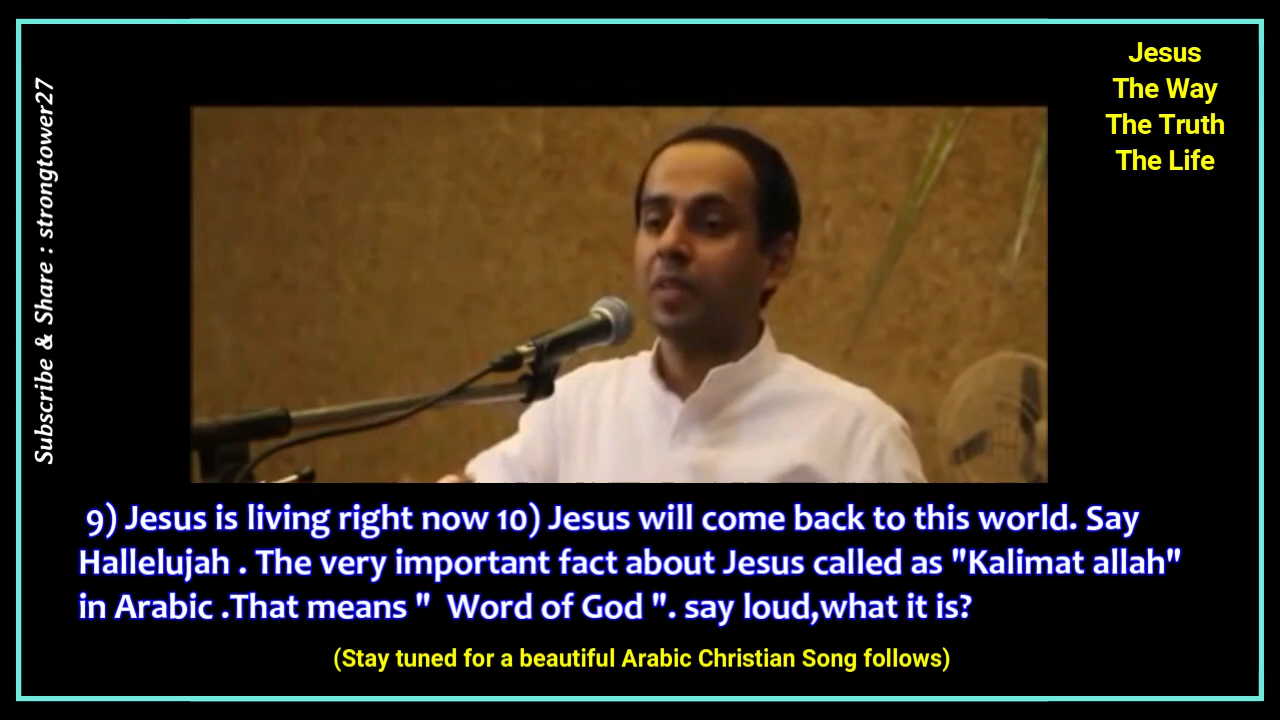 Jesus
The Way
The Truth
The Life
Subscribe & Share : strongtower27
9) Jesus is living right now 10) Jesus will come back to this world. Say
Hallelujah . The very important fact about Jesus called as "Kalimat allah"
in Arabic .That means "  Word of God ". say loud,what it is?
(Stay tuned for a beautiful Arabic Christian Song follows)